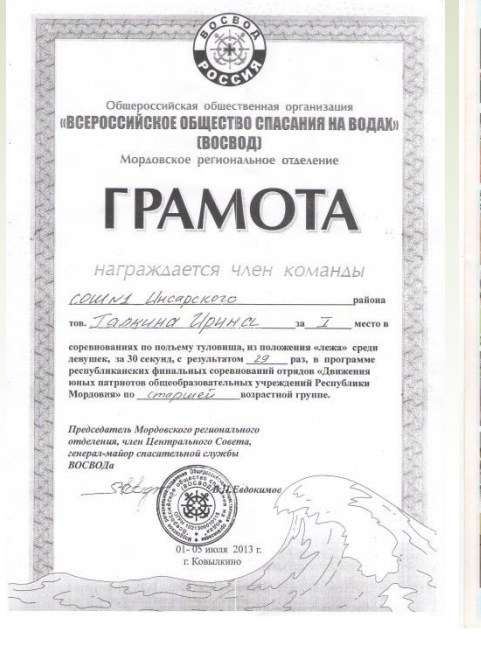 ВОСВОД
РОССИЯ
Общероссийская общественная организация
«ВСЕРОССИЙСКОЕ ОБЩЕСТВО СПАСАНИЯ НА ВОДАХ»
(ВОСВОД)
Мордовское региональное отделение
ГРАМОТА
награждается член команды
СОШ№1 Инсарского района
тов. Галкина Ирина за I место в
соревнованиях по подъему туловища, из положения «лежа» среди
девушек, за 30 секунд, с результатом 29 раз, в программе
республиканских финальных соревнований отрядов «Движения
юных патриотов общеобразовательных учреждений Республики
Мордовия» по старшей возрастной группе.
Председатель Мордовского регионального
отделения, член Центрального Совета,
генерал-майор спасательной службы
ВОСВОДа
В.П.Евдокимов
01- 05 июля 2013 г.
г. Ковылкино